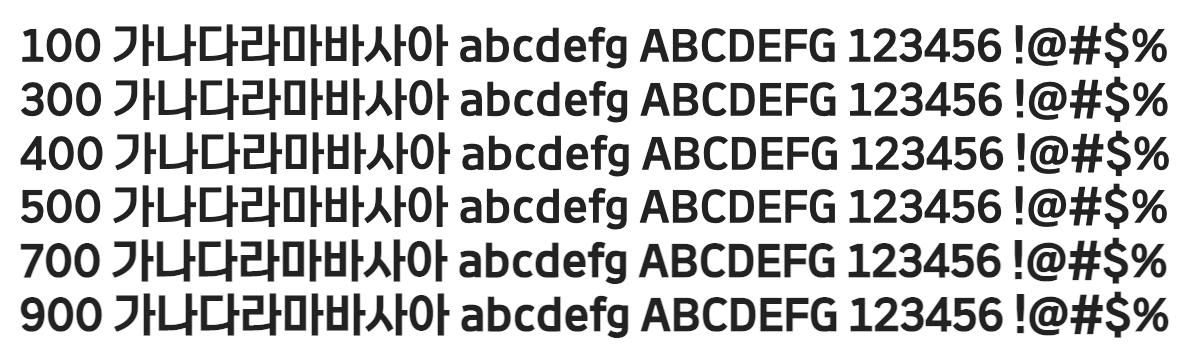 100 가나다라마바사아 abcdefg ABCDEFG 123456 !@#$%
300 가나다라마바사아 abcdefg ABCDEFG 123456 !@#$%
400 가나다라마바사아 abcdefg ABCDEFG 123456 !@#$%
500 가나다라마바사아 abcdefg ABCDEFG 123456 !@#$%
700 가나다라마바사아 abcdefg ABCDEFG 123456 !@#$%
900 가나다라마바사아 abcdefg ABCDEFG 123456 !@#$%